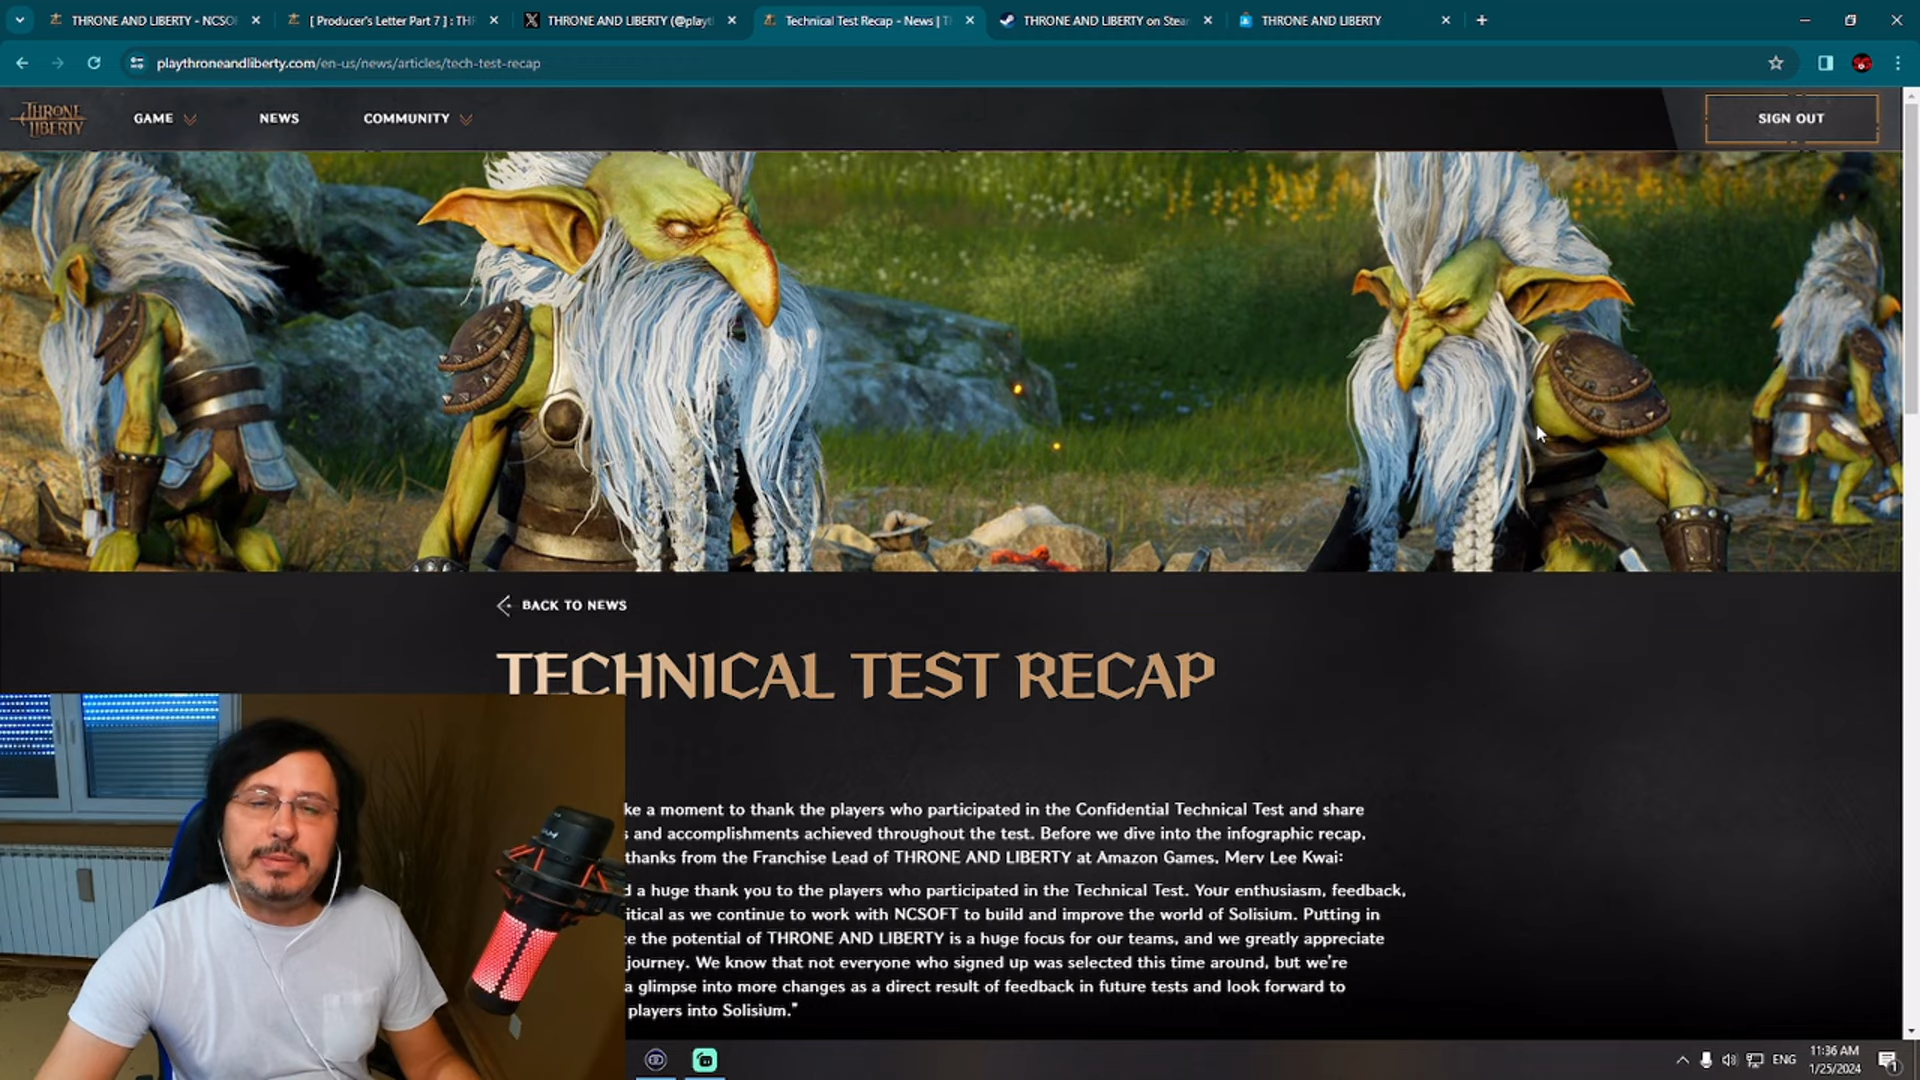 THRONE AND LIBERTY - NCSO
[ Producer's Letter Part 7 ] : TH
THRONE AND LIBERTY (@playt
Technical Test Recap - News | T
THRONE AND LIBERTY on Stea
THRONE AND LIBERTY
playthroneandliberty.com/en-us/news/articles/tech-test-recap
THRONE
LIBERTY
GAME
NEWS
COMMUNITY
SIGN OUT
BACK TO NEWS
TECHNICAL TEST RECAP
ke a moment to thank the players who participated in the Confidential Technical Test and share
s and accomplishments achieved throughout the test. Before we dive into the infographic recap,
thanks from the Franchise Lead of THRONE AND LIBERTY at Amazon Games, Merv Lee Kwai:
d a huge thank you to the players who participated in the Technical Test. Your enthusiasm, feedback,
itical as we continue to work with NCSOFT to build and improve the world of Solisium. Putting in
te the potential of THRONE AND LIBERTY is a huge focus for our teams, and we greatly appreciate
journey. We know that not everyone who signed up was selected this time around, but we're
a glimpse into more changes as a direct result of feedback in future tests and look forward to
players into Solisium."
ENG
11:36 AM
1/25/2024
1